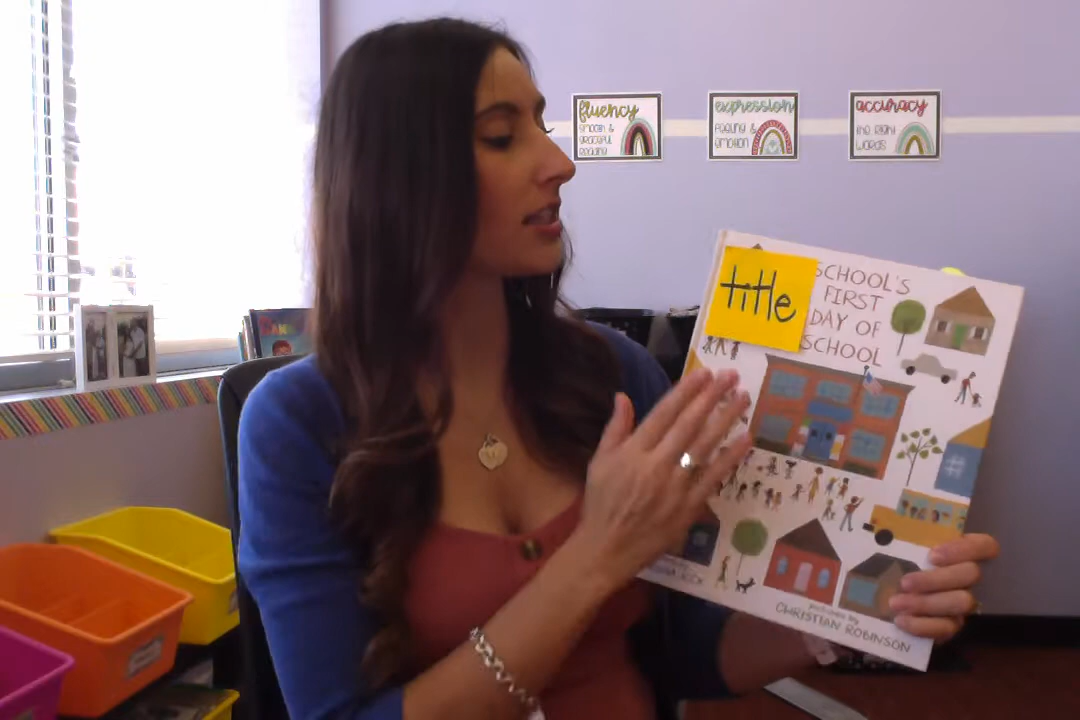 fluency
smooth &
graceful
reading
expression
feeling &
emotion
accuracy
the right
words
title
SCHOOL'S
FIRST
DAY OF
SCHOOL
PICTURES BY
CHRISTIAN ROBINSON